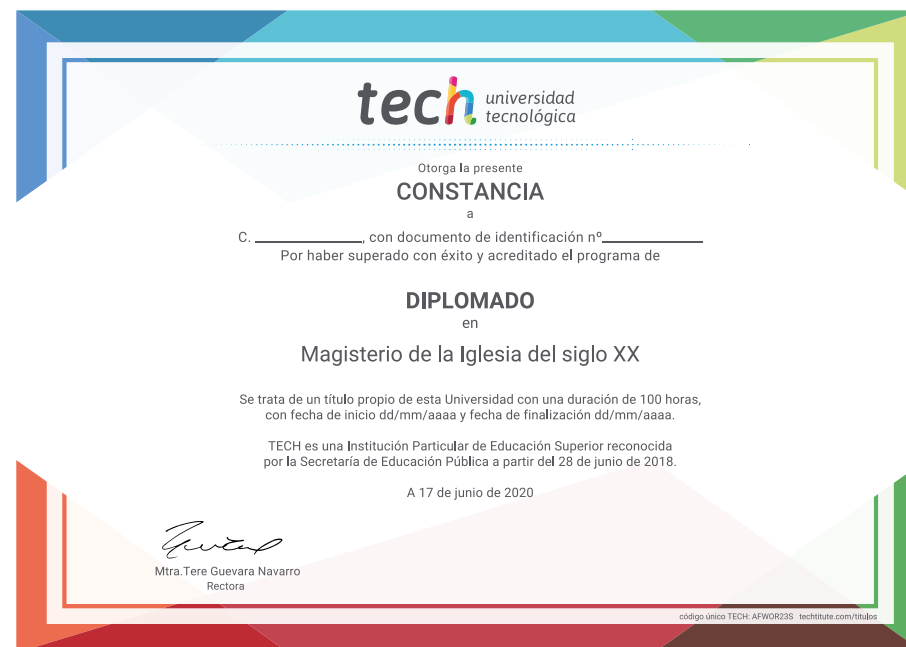 tech universidad
tecnológica
Otorga la presente
CONSTANCIA
a
C. ____________, con documento de identificación nº____________
Por haber superado con éxito y acreditado el programa de
DIPLOMADO
en
Magisterio de la Iglesia del siglo XX
Se trata de un título propio de esta Universidad con una duración de 100 horas,
con fecha de inicio dd/mm/aaaa y fecha de finalización dd/mm/aaaa.
TECH es una Institución Particular de Educación Superior reconocida
por la Secretaría de Educación Pública a partir del 28 de junio de 2018.
A 17 de junio de 2020
Mtra.Tere Guevara Navarro
Rectora
código único TECH: AFWOR23S techtitute.com/titulos